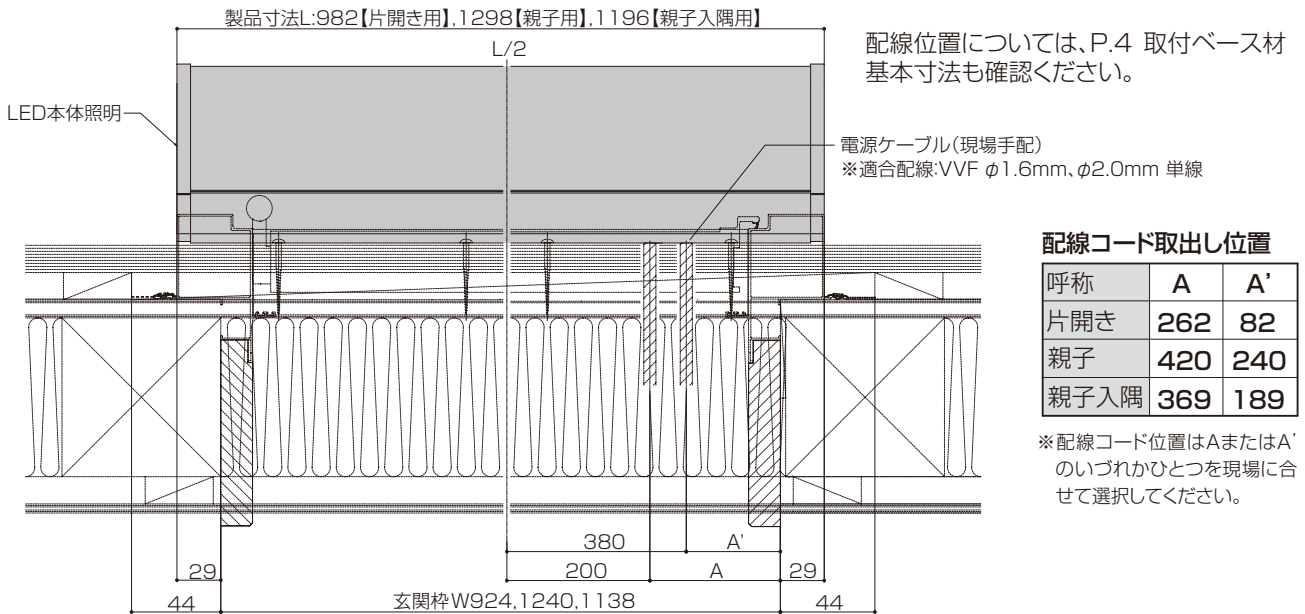 製品寸法L:982【片開き用】,1298【親子用】,1196【親子入隅用】
L/2
配線位置については、P.4 取付ベース材
基本寸法も確認ください。
LED本体照明
電源ケーブル(現場手配)
※適合配線:VVF φ1.6mm、φ2.0mm 単線
配線コード取出し位置
呼称 A A'
片開き 262 82
親子 420 240
親子入隅 369 189
※配線コード位置はAまたはA'
のいづれかひとつを現場に合
せて選択してください。
380 A'
29 200 A 29
44 玄関枠W924,1240,1138 44